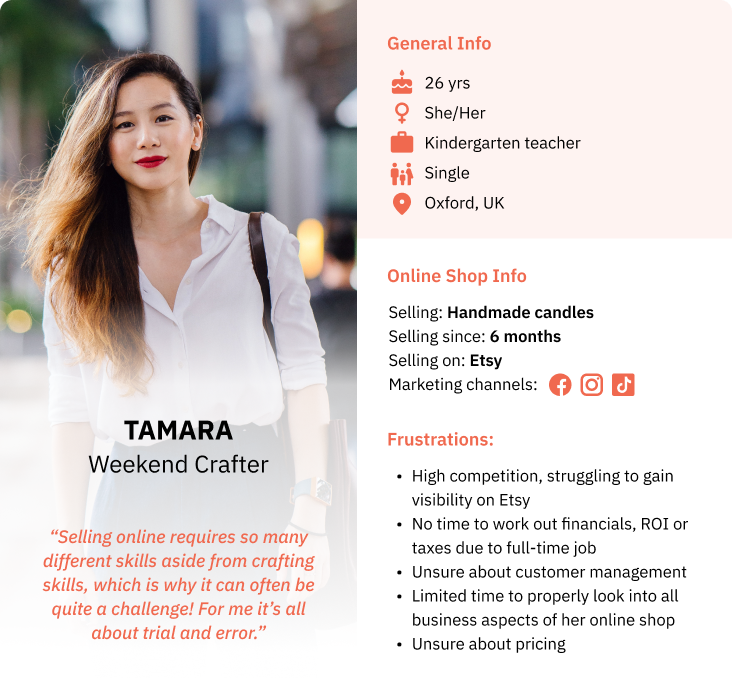 TAMARA
Weekend Crafter
“Selling online requires so many
different skills aside from crafting
skills, which is why it can often be
quite a challenge! For me it’s all
about trial and error.”
General Info
26 yrs
She/Her
Kindergarten teacher
Single
Oxford, UK
Online Shop Info
Selling: Handmade candles
Selling since: 6 months
Selling on: Etsy
Marketing channels:
Frustrations:
• High competition, struggling to gain
visibility on Etsy
• No time to work out financials, ROI or
taxes due to full-time job
• Unsure about customer management
• Limited time to properly look into all
business aspects of her online shop
• Unsure about pricing